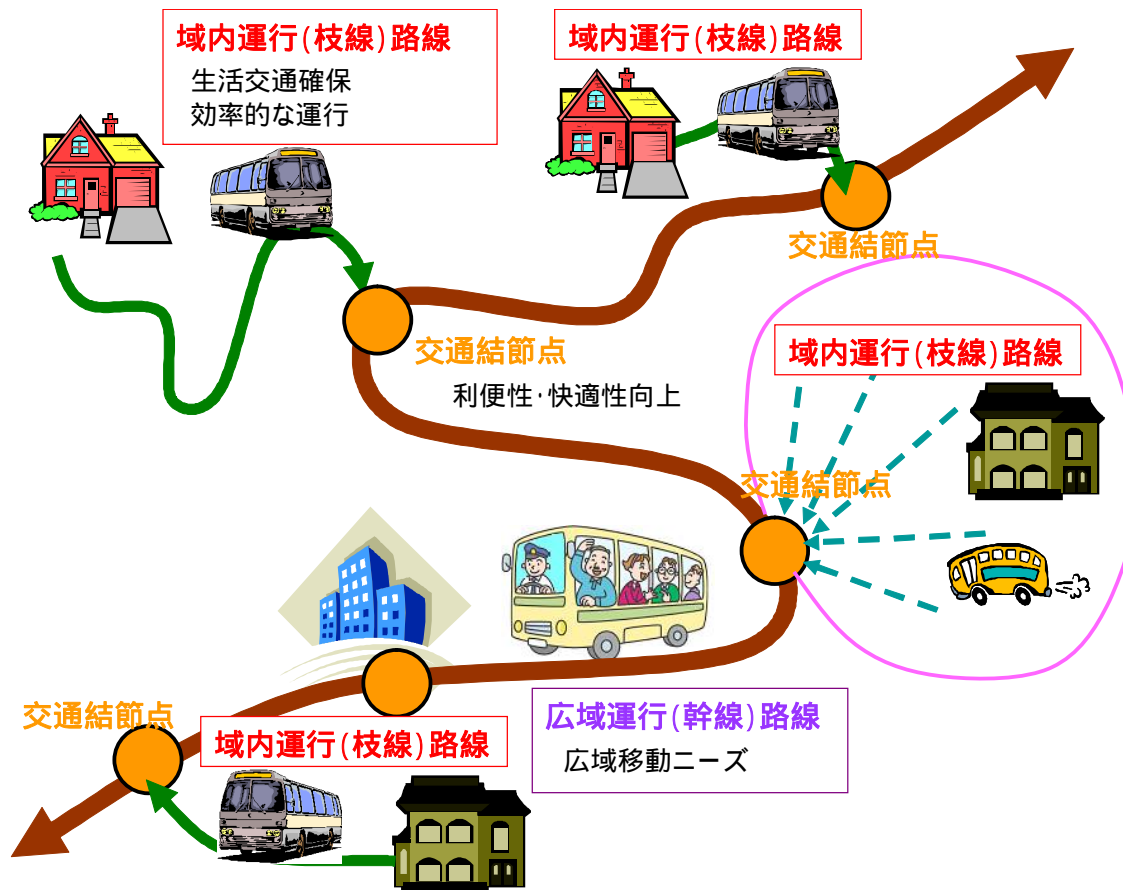 域内運行(枝線)路線
生活交通確保
効率的な運行
域内運行(枝線)路線
交通結節点
交通結節点
利便性･快適性向上
域内運行(枝線)路線
交通結節点
交通結節点
域内運行(枝線)路線
広域運行(幹線)路線
広域移動ニーズ